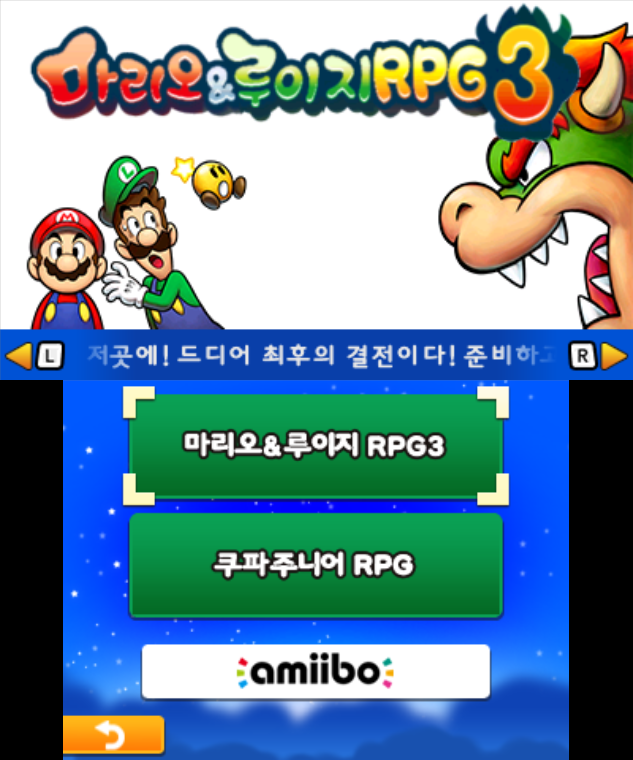 마리오&루이지RPG3
L 저곳에! 드디어 최후의 결전이다! 준비하고 R
마리오&루이지 RPG3
쿠파주니어 RPG
amiibo